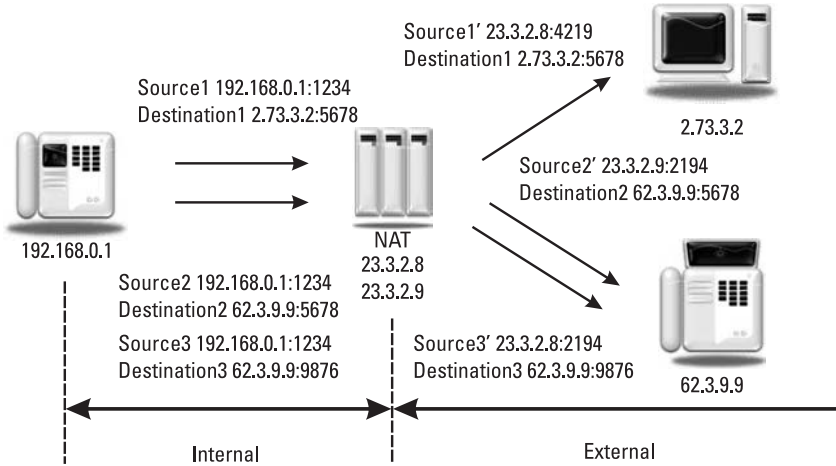 Source1′ 23.3.2.8:4219
Destination1 2.73.3.2:5678
Source1 192.168.0.1:1234
Destination1 2.73.3.2:5678
2.73.3.2
Source2′ 23.3.2.9:2194
Destination2 62.3.9.9:5678
192.168.0.1
NAT
23.3.2.8
23.3.2.9
Source2 192.168.0.1:1234
Destination2 62.3.9.9:5678
Source3 192.168.0.1:1234
Destination3 62.3.9.9:9876
Source3′ 23.3.2.8:2194
Destination3 62.3.9.9:9876
62.3.9.9
Internal
External